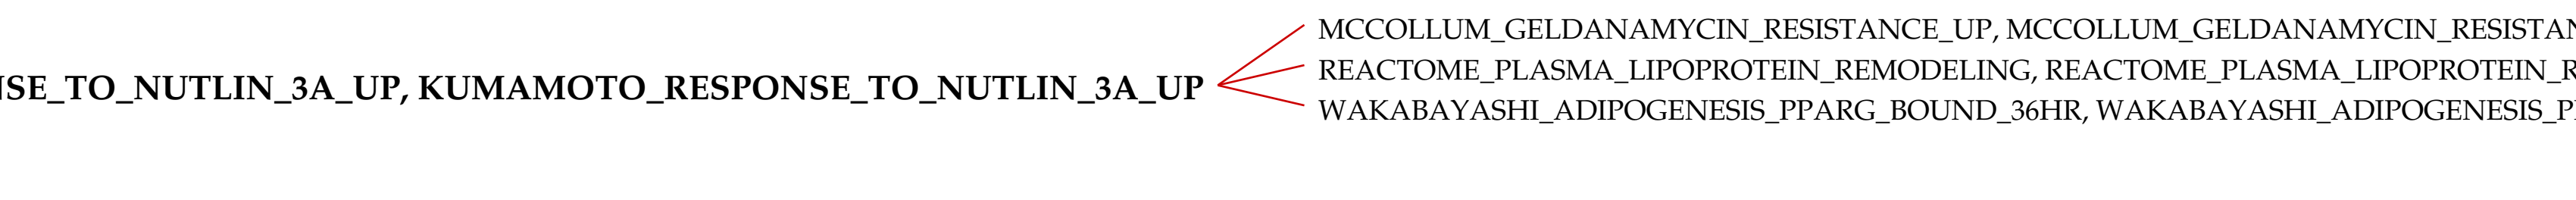 MCCOLLUM_GELDANAMYCIN_RESISTANCE_UP, MCCOLLUM_GELDANAMYCIN_RESISTAN
NSE_TO_NUTLIN_3A_UP, KUMAMOTO_RESPONSE_TO_NUTLIN_3A_UP
REACTOME_PLASMA_LIPOPROTEIN_REMODELING, REACTOME_PLASMA_LIPOPROTEIN_R
WAKABAYASHI_ADIPOGENESIS_PPARG_BOUND_36HR, WAKABAYASHI_ADIPOGENESIS_P